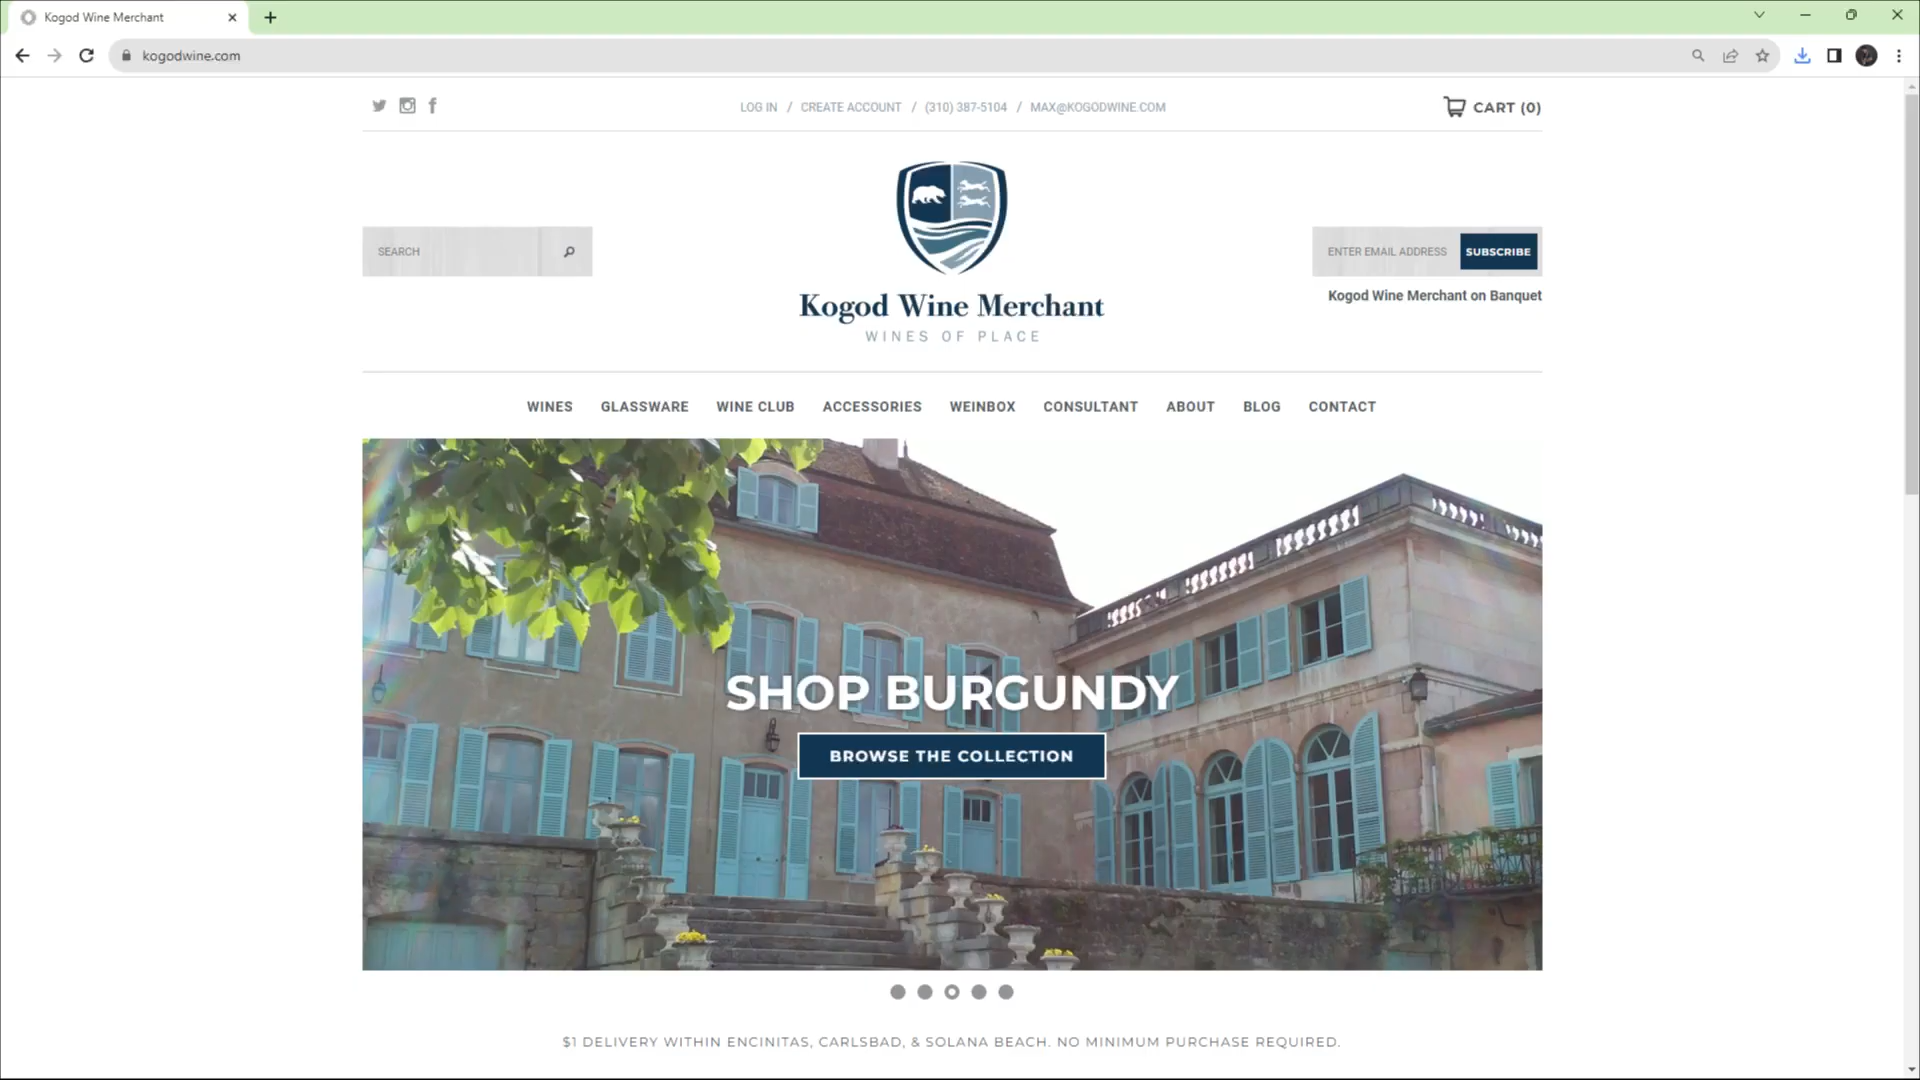 Kogod Wine Merchant
kogodwine.com
LOG IN / CREATE ACCOUNT / (310) 387-5104 / MAX@KOGODWINE.COM
CART (0)
SEARCH
ENTER EMAIL ADDRESS
SUBSCRIBE
Kogod Wine Merchant on Banquet
Kogod Wine Merchant
WINES OF PLACE
WINES GLASSWARE WINE CLUB ACCESSORIES WEINBOX CONSULTANT ABOUT BLOG CONTACT
SHOP BURGUNDY
BROWSE THE COLLECTION
$1 DELIVERY WITHIN ENCINITAS, CARLSBAD, & SOLANA BEACH. NO MINIMUM PURCHASE REQUIRED.